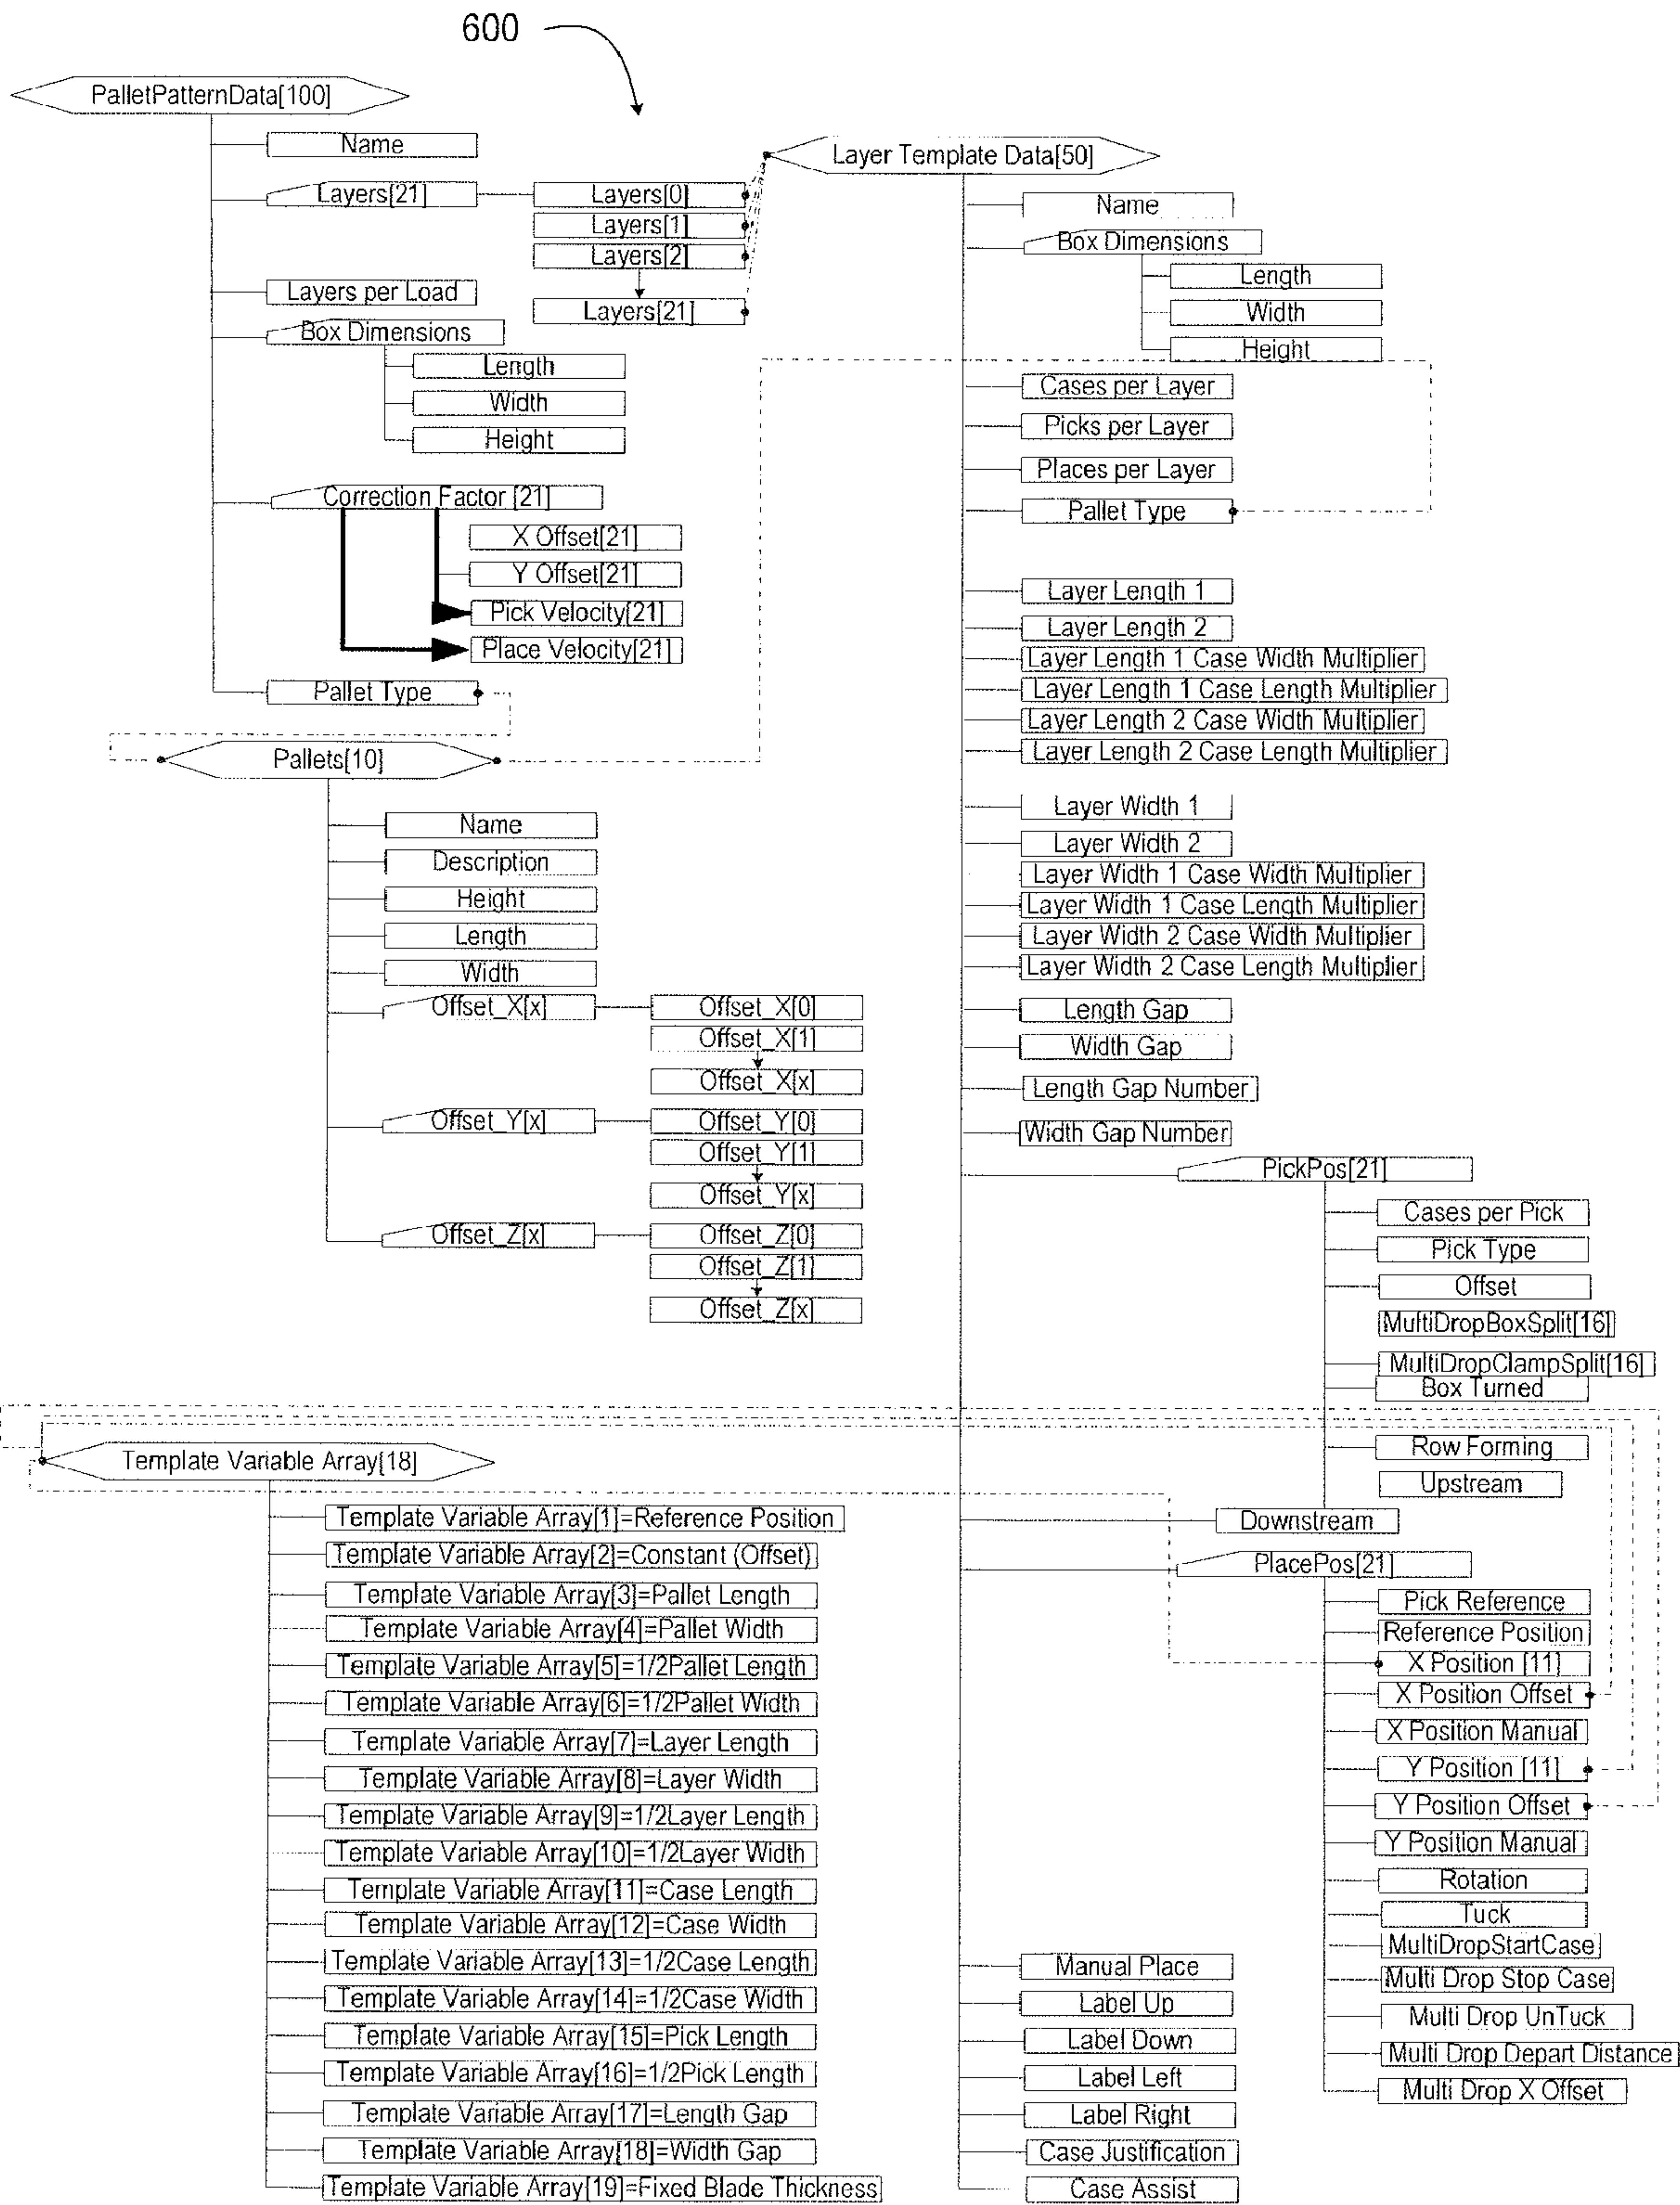 600
PalletPatternData[100]
Name
Layers[21]
Layers[0]
Layers[1]
Layers[2]
Layers[21]
Layers per Load
Box Dimensions
Length
Width
Height
Correction Factor [21]
X Offset[21]
Y Offset[21]
Pick Velocity[21]
Place Velocity[21]
Pallet Type
Pallets[10]
Name
Description
Height
Length
Width
Offset_X[x]
Offset_X[0]
Offset_X[1]
Offset_X[x]
Offset_Y[x]
Offset_Y[0]
Offset_Y[1]
Offset_Y[x]
Offset_Z[x]
Offset_Z[0]
Offset_Z[1]
Offset_Z[x]
Template Variable Array[18]
Template Variable Array[1]=Reference Position
Template Variable Array[2]=Constant (Offset)
Template Variable Array[3]=Pallet Length
Template Variable Array[4]=Pallet Width
Template Variable Array[5]=1/2Pallet Length
Template Variable Array[6]=1/2Pallet Width
Template Variable Array[7]=Layer Length
Template Variable Array[8]=Layer Width
Template Variable Array[9]=1/2Layer Length
Template Variable Array[10]=1/2Layer Width
Template Variable Array[11]=Case Length
Template Variable Array[12]=Case Width
Template Variable Array[13]=1/2Case Length
Template Variable Array[14]=1/2Case Width
Template Variable Array[15]=Pick Length
Template Variable Array[16]=1/2Pick Length
Template Variable Array[17]=Length Gap
Template Variable Array[18]=Width Gap
Template Variable Array[19]=Fixed Blade Thickness
Layer Template Data[50]
Name
Box Dimensions
Length
Width
Height
Cases per Layer
Picks per Layer
Places per Layer
Pallet Type
Layer Length 1
Layer Length 2
Layer Length 1 Case Width Multiplier
Layer Length 1 Case Length Multiplier
Layer Length 2 Case Width Multiplier
Layer Length 2 Case Length Multiplier
Layer Width 1
Layer Width 2
Layer Width 1 Case Width Multiplier
Layer Width 1 Case Length Multiplier
Layer Width 2 Case Width Multiplier
Layer Width 2 Case Length Multiplier
Length Gap
Width Gap
Length Gap Number
Width Gap Number
PickPos[21]
Cases per Pick
Pick Type
Offset
MultiDropBoxSplit[16]
MultiDropClampSplit[16]
Box Turned
Row Forming
Upstream
Downstream
PlacePos[21]
Pick Reference
Reference Position
X Position [11]
X Position Offset
X Position Manual
Y Position [11]
Y Position Offset
Y Position Manual
Rotation
Tuck
MultiDropStartCase
Multi Drop Stop Case
Multi Drop UnTuck
Multi Drop Depart Distance
Multi Drop X Offset
Manual Place
Label Up
Label Down
Label Left
Label Right
Case Justification
Case Assist